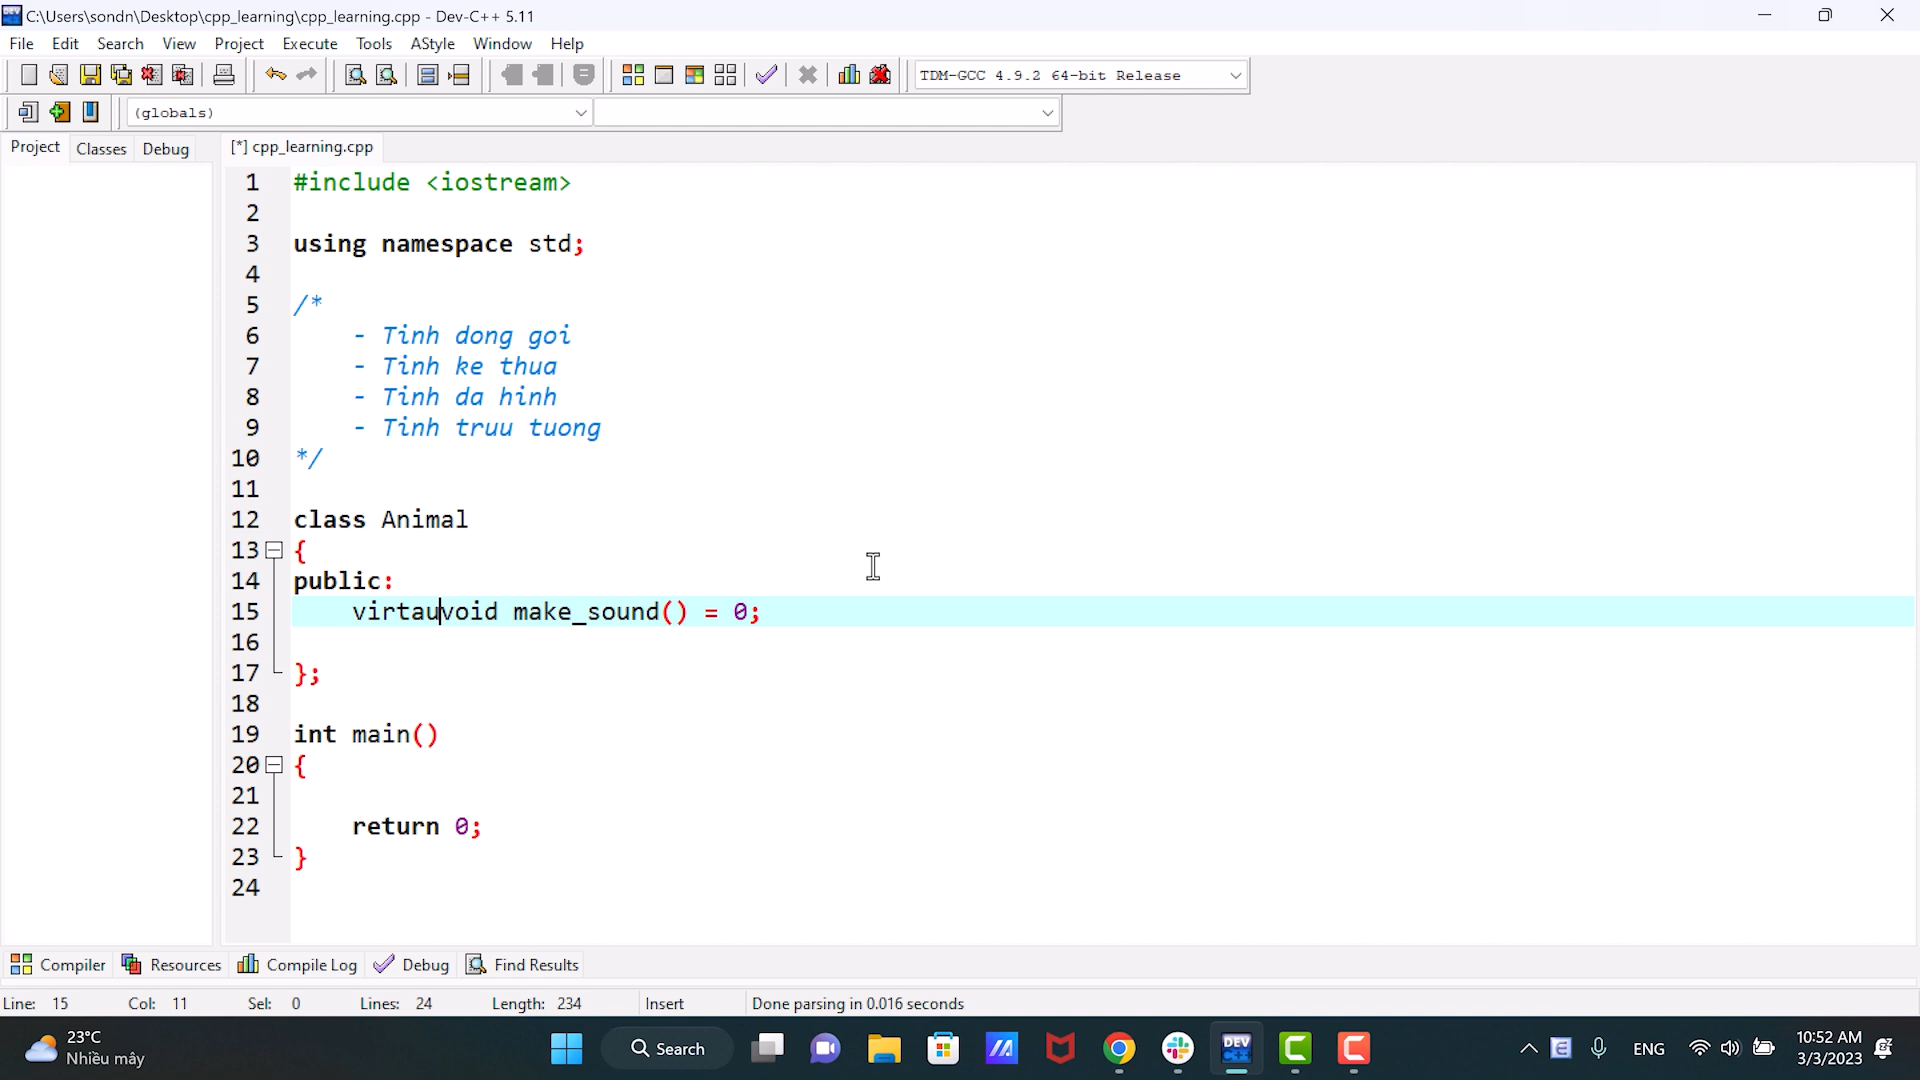 C:\Users\sondn\Desktop\cpp_learning\cpp_learning.cpp - Dev-C++ 5.11
File Edit Search View Project Execute Tools AStyle Window Help
TDM-GCC 4.9.2 64-bit Release
(globals)
Project Classes Debug [*] cpp_learning.cpp
1 #include <iostream>
2
3 using namespace std;
4
5 /*
6 - Tinh dong goi
7 - Tinh ke thua
8 - Tinh da hinh
9 - Tinh truu tuong
10 */
11
12 class Animal
13 {
14 public:
15 virtauvoid make_sound() = 0;
16
17 };
18
19 int main()
20 {
21
22 return 0;
23 }
24
Compiler Resources Compile Log Debug Find Results
Line: 15 Col: 11 Sel: 0 Lines: 24 Length: 234 Insert Done parsing in 0.016 seconds
23°C
Nhiều mây
Search
DEV C++
ENG
10:52 AM
3/3/2023